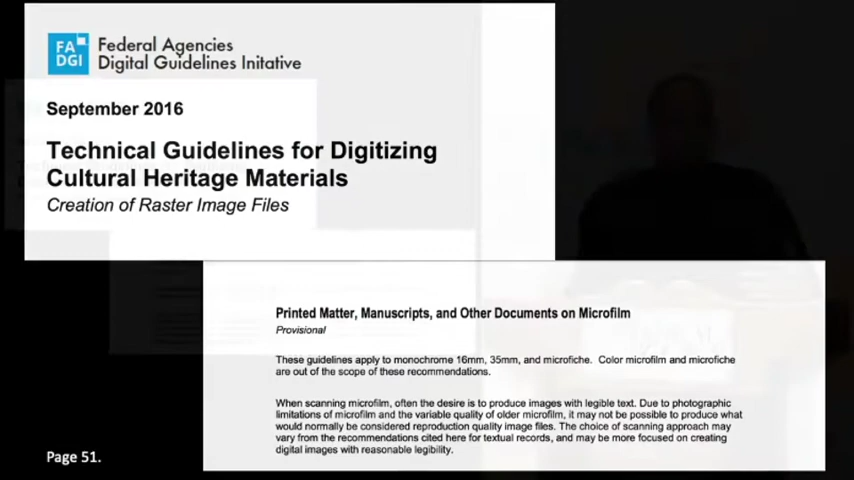 FA
DGI
Federal Agencies
Digital Guidelines Initative
September 2016
Technical Guidelines for Digitizing
Cultural Heritage Materials
Creation of Raster Image Files
Printed Matter, Manuscripts, and Other Documents on Microfilm
Provisional
These guidelines apply to monochrome 16mm, 35mm, and microfiche. Color microfilm and microfiche
are out of the scope of these recommendations.
When scanning microfilm, often the desire is to produce images with legible text. Due to photographic
limitations of microfilm and the variable quality of older microfilm, it may not be possible to produce what
would normally be considered reproduction quality image files. The choice of scanning approach may
vary from the recommendations cited here for textual records, and may be more focused on creating
digital images with reasonable legibility.
Page 51.